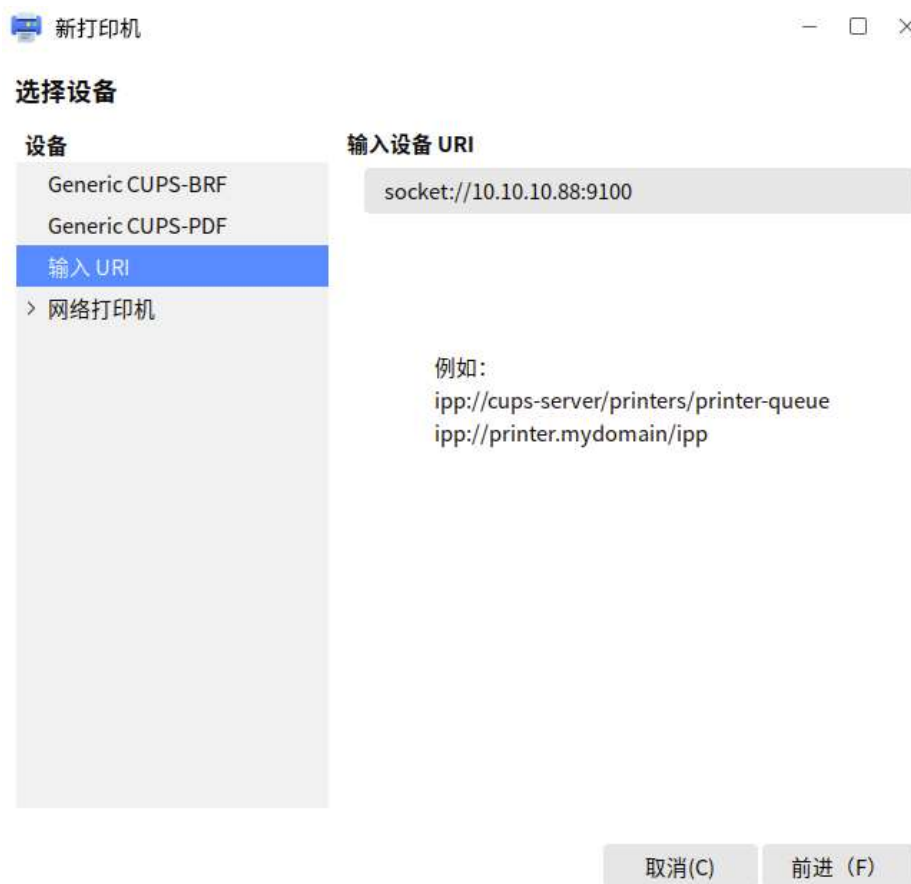 新打印机
选择设备
设备
Generic CUPS-BRF
Generic CUPS-PDF
输入 URI
网络打印机
输入设备 URI
socket://10.10.10.88:9100
例如：
ipp://cups-server/printers/printer-queue
ipp://printer.mydomain/ipp
取消(C)
前进（F）